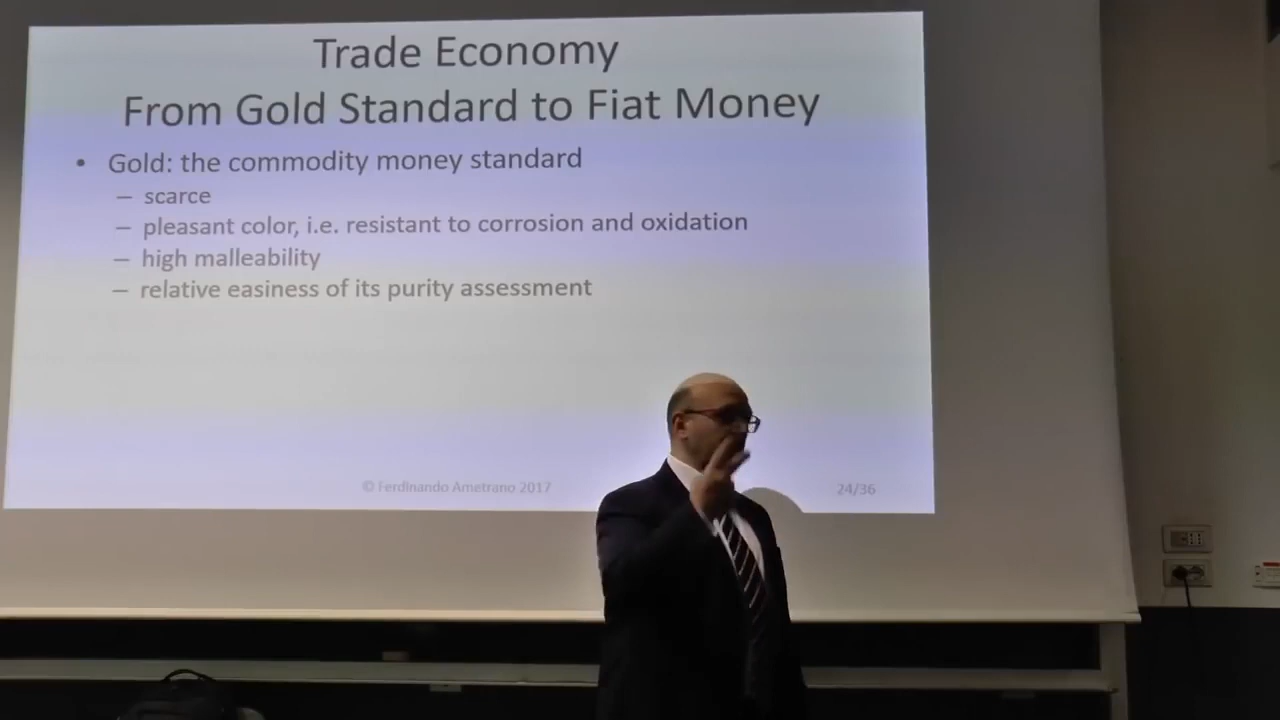 Trade Economy
From Gold Standard to Fiat Money
• Gold: the commodity money standard
– scarce
– pleasant color, i.e. resistant to corrosion and oxidation
– high malleability
– relative easiness of its purity assessment
© Ferdinando Ametrano 2017
24/36